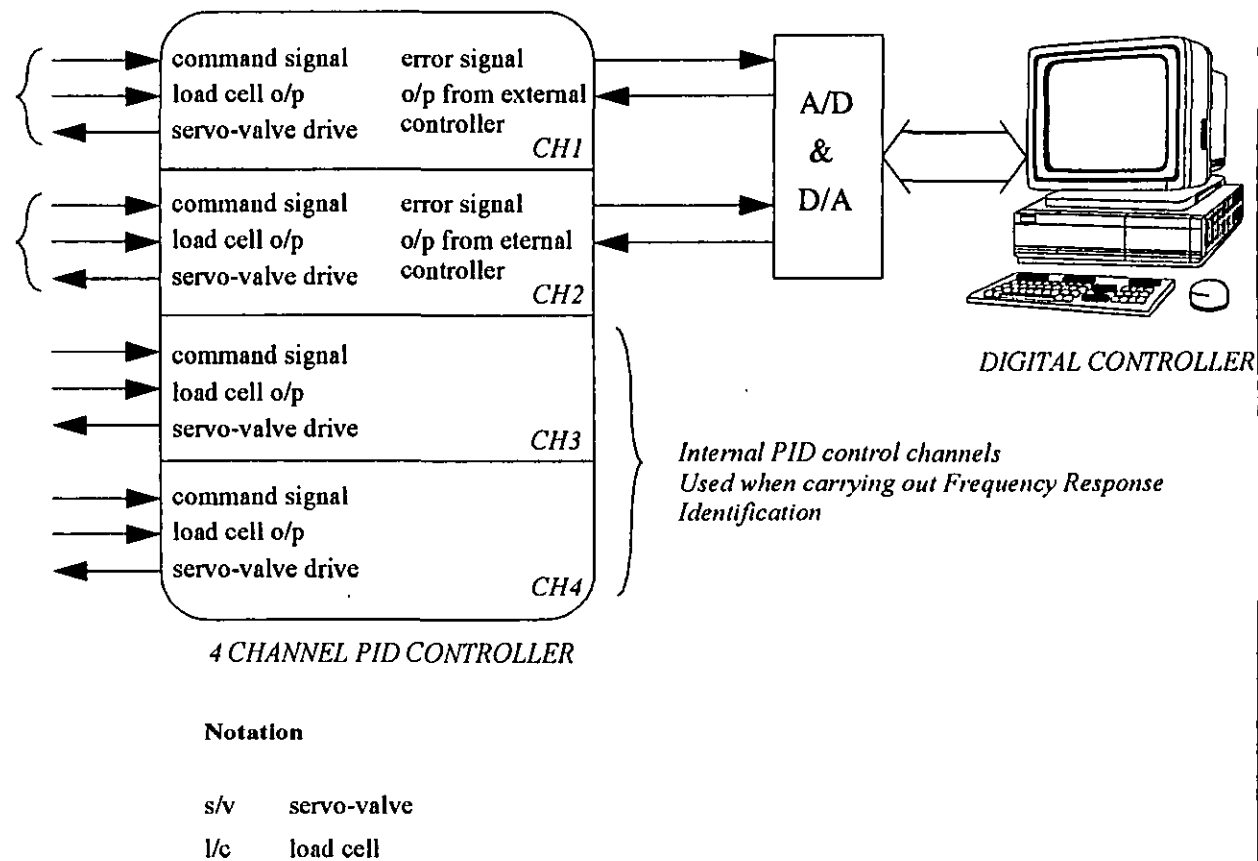 command signal error signal
load cell o/p o/p from external
servo-valve drive controller
CH1
command signal error signal
load cell o/p o/p from eternal
servo-valve drive controller
CH2
command signal
load cell o/p
servo-valve drive
CH3
command signal
load cell o/p
servo-valve drive
CH4
4 CHANNEL PID CONTROLLER
A/D
&
D/A
DIGITAL CONTROLLER
Internal PID control channels
Used when carrying out Frequency Response
Identification
Notation
s/v servo-valve
l/c load cell